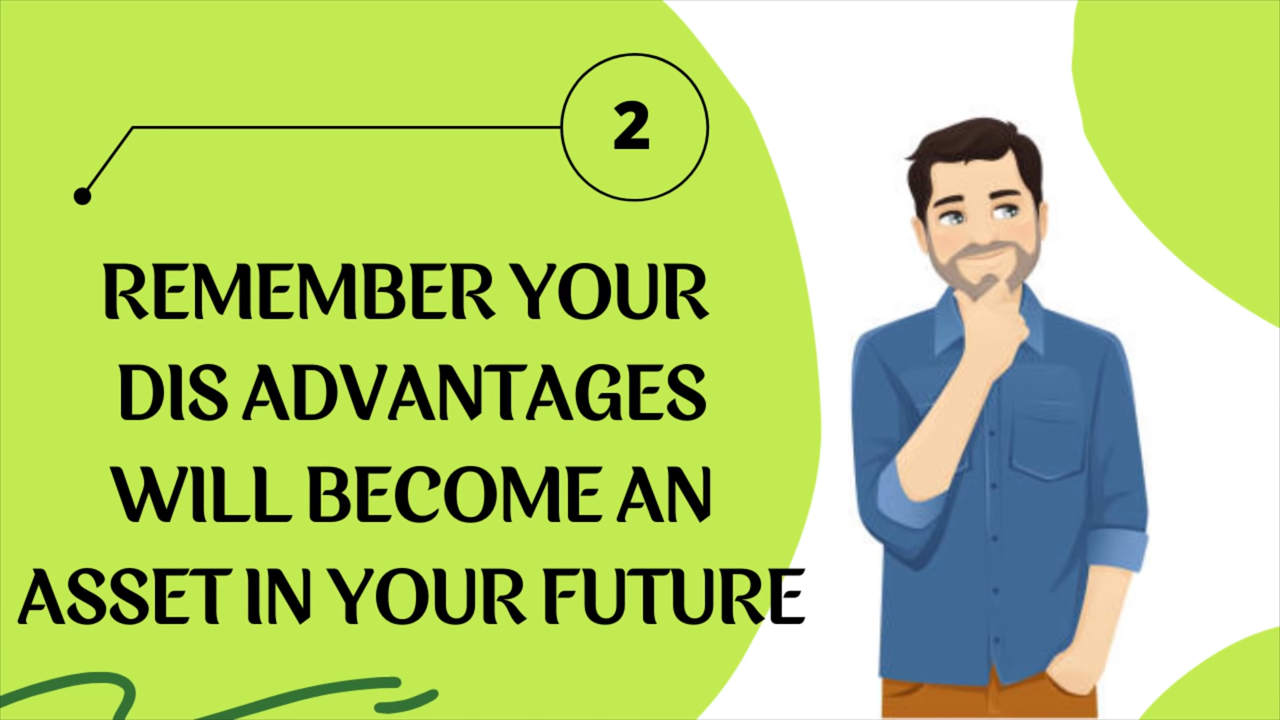 2
REMEMBER YOUR
DIS ADVANTAGES
WILL BECOME AN
ASSET IN YOUR FUTURE